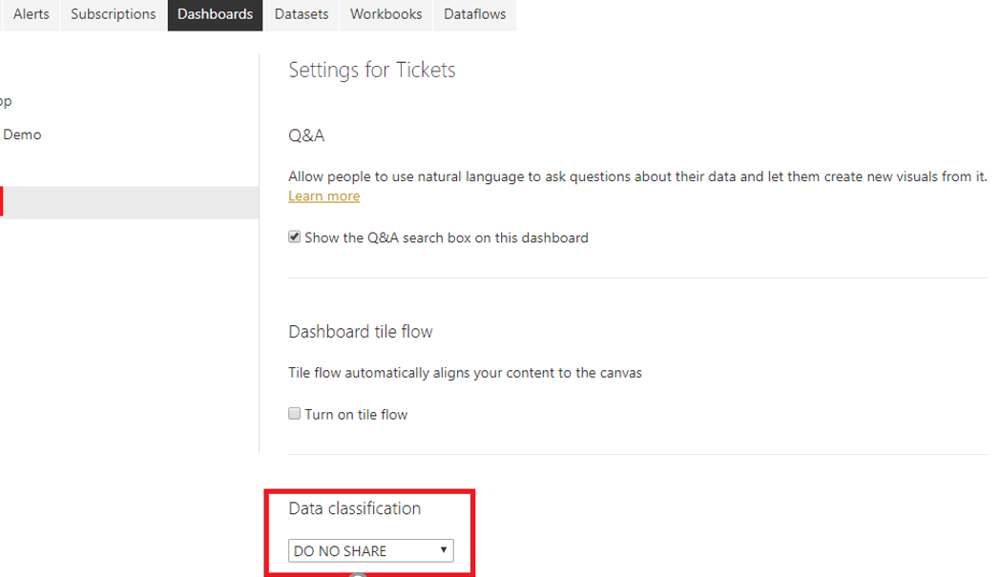 Alerts Subscriptions Dashboards Datasets Workbooks Dataflows
Settings for Tickets
Demo
Q&A
Allow people to use natural language to ask questions about their data and let them create new visuals from it.
Learn more
Show the Q&A search box on this dashboard
Dashboard tile flow
Tile flow automatically aligns your content to the canvas
Turn on tile flow
Data classification
DO NO SHARE